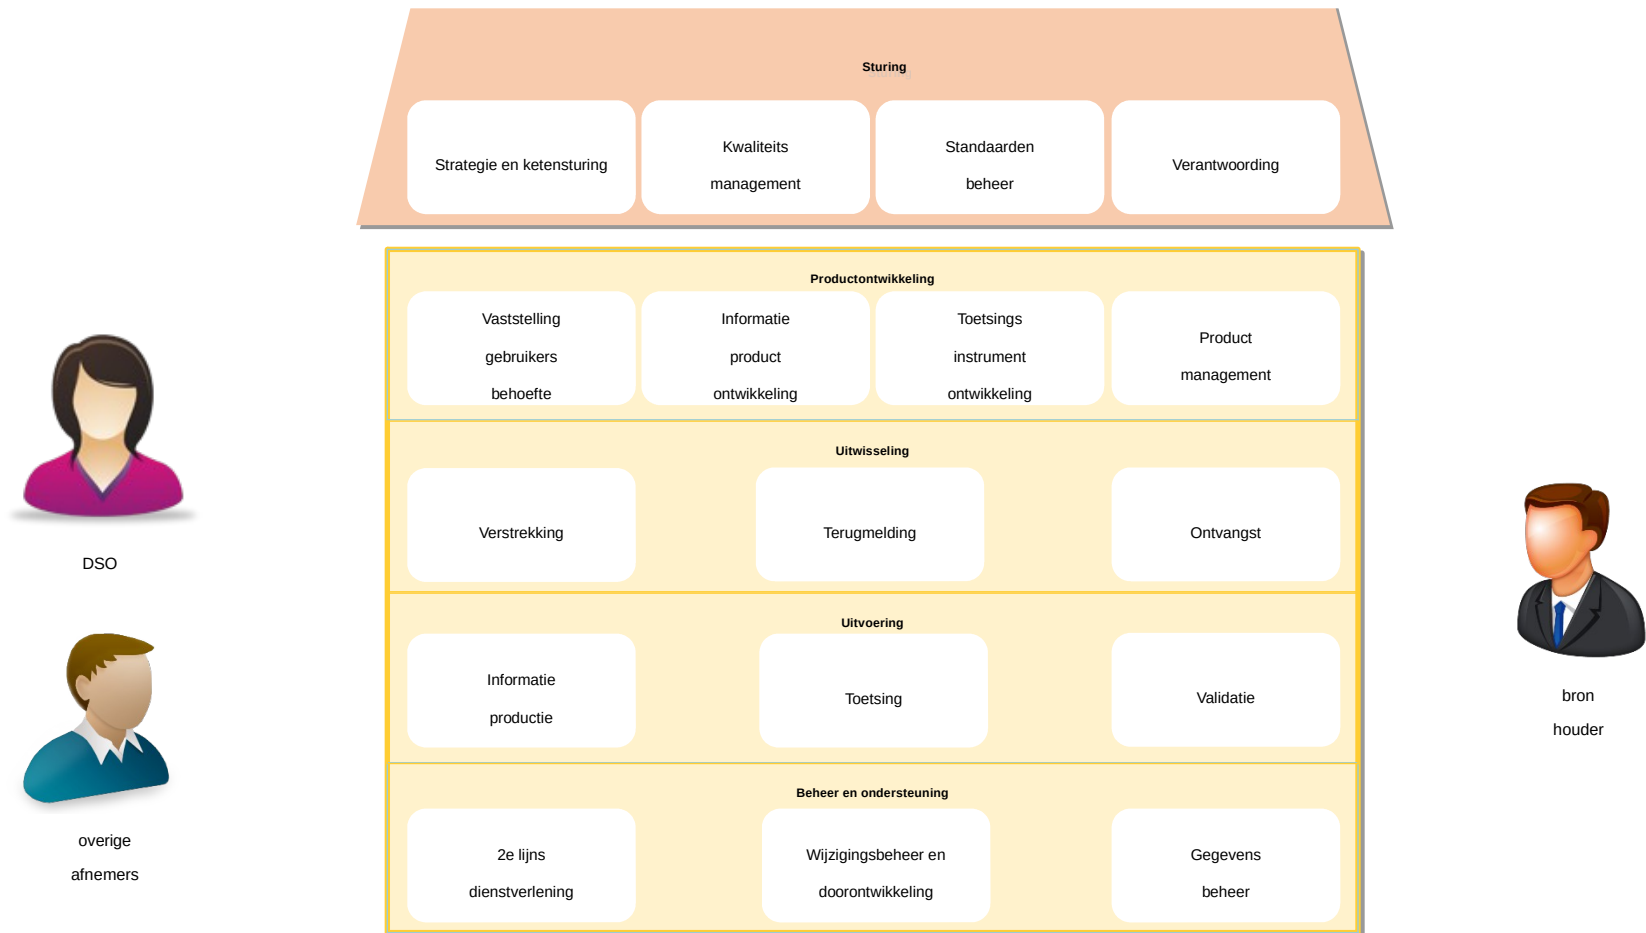 Sturing
Strategie en ketensturing
Kwaliteits
management
Standaarden
beheer
Verantwoording
Productontwikkeling
Vaststelling
gebruikers
behoefte
Informatie
product
ontwikkeling
Toetsings
instrument
ontwikkeling
Product
management
Uitwisseling
Verstrekking
Terugmelding
Ontvangst
DSO
Uitvoering
Informatie
productie
Toetsing
Validatie
bron
houder
Beheer en ondersteuning
2e lijns
dienstverlening
Wijzigingsbeheer en
doorontwikkeling
Gegevens
beheer
overige
afnemers